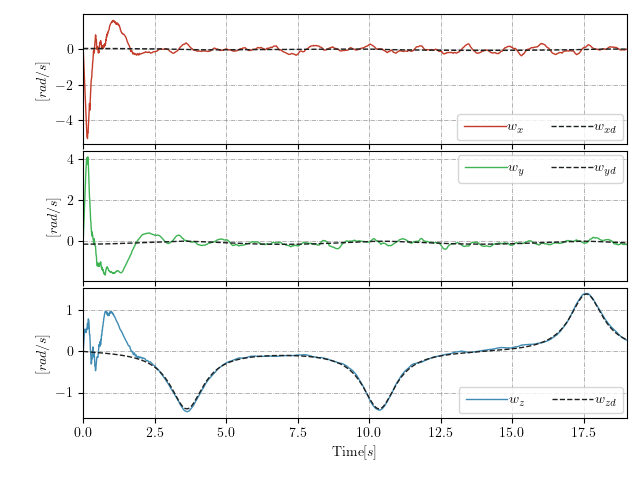 0
−2
−4
[rad/s]
w_x w_xd
4
2
0
[rad/s]
w_y w_yd
1
0
−1
[rad/s]
w_z w_zd
0.0 2.5 5.0 7.5 10.0 12.5 15.0 17.5
Time[s]